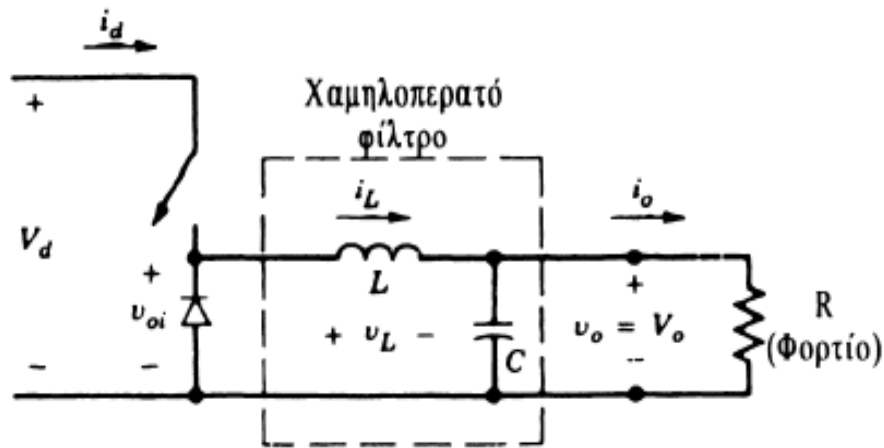 i_d
+
Χαμηλοπερατό
φίλτρο
i_L
i_o
V_d
+
υ_oi
L
+ υ_L −
C
+
υ_o = V_o
R
(Φορτίο)
−
−
−